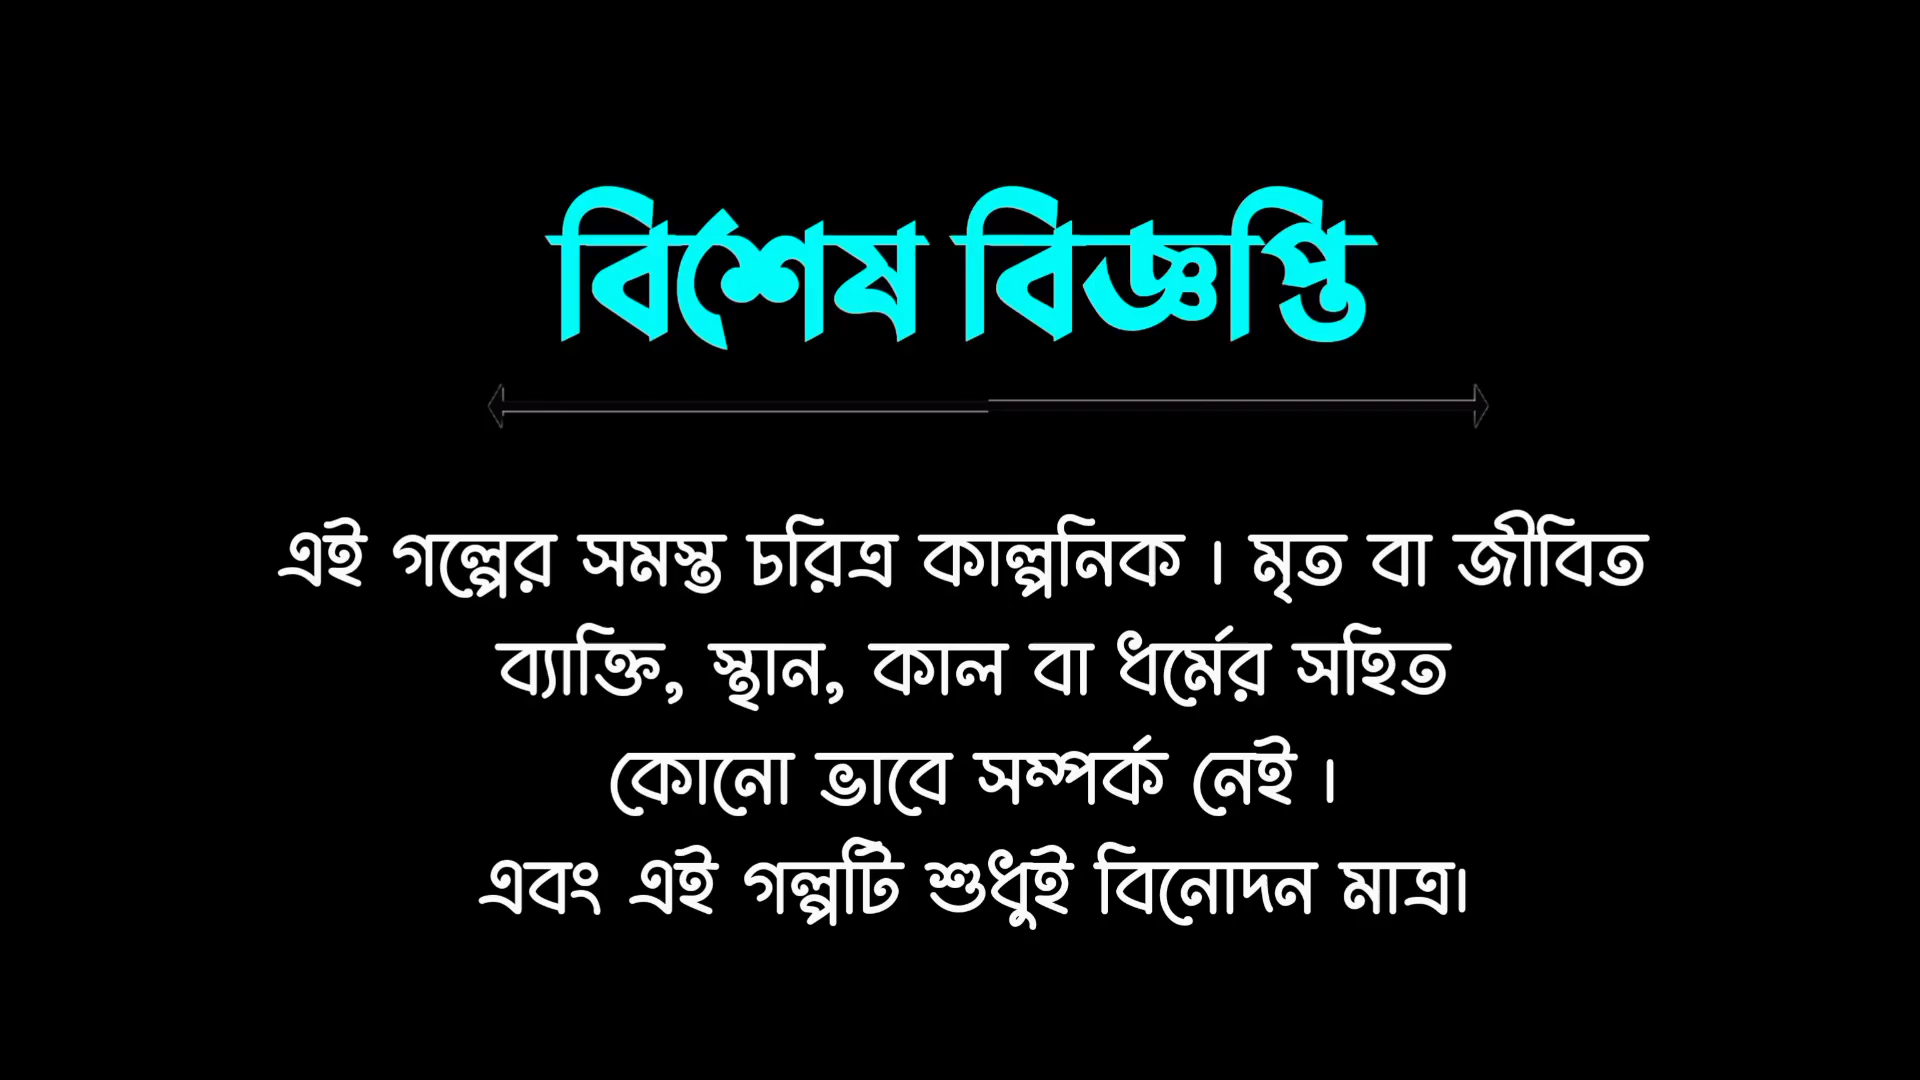 বিশেষ বিজ্ঞপ্তি
এই গল্পের সমস্ত চরিত্র কাল্পনিক । মৃত বা জীবিত
ব্যাক্তি, স্থান, কাল বা ধর্মের সহিত
কোনো ভাবে সম্পর্ক নেই ।
এবং এই গল্পটি শুধুই বিনোদন মাত্র।